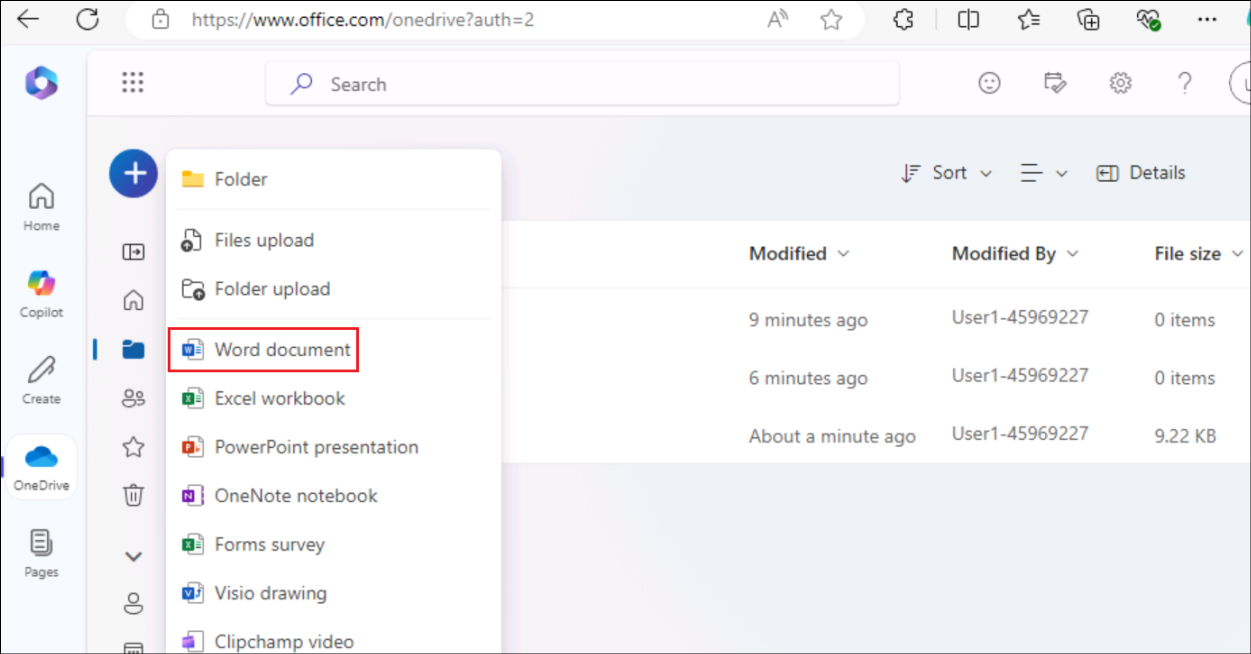 https://www.office.com/onedrive?auth=2
Search
Folder
Sort
Details
Home
Files upload
Modified
Modified By
File size
Folder upload
Copilot
9 minutes ago
User1-45969227
0 items
Word document
6 minutes ago
User1-45969227
0 items
Create
Excel workbook
About a minute ago
User1-45969227
9.22 KB
PowerPoint presentation
OneDrive
OneNote notebook
Forms survey
Pages
Visio drawing
Clipchamp video